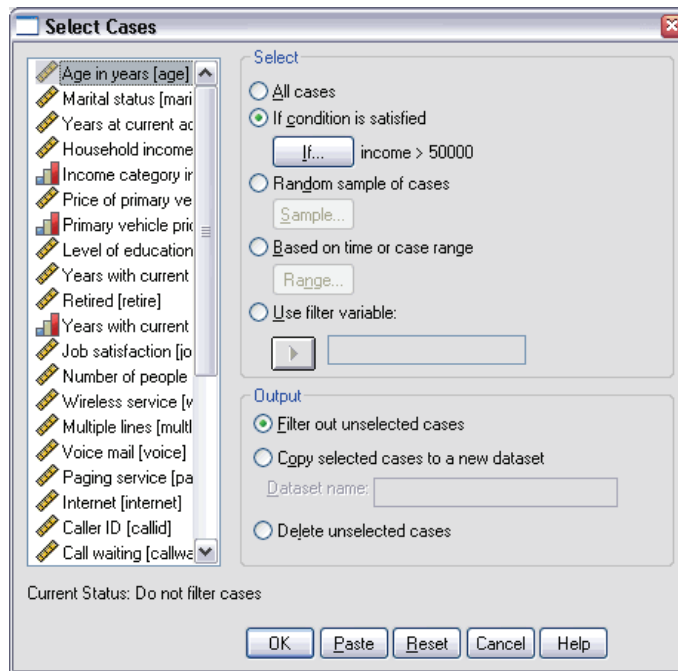 Select Cases
Age in years [age]
Marital status [mari
Years at current ac
Household income
Income category ir
Price of primary ve
Primary vehicle pric
Level of education
Years with current
Retired [retire]
Years with current
Job satisfaction [jo
Number of people
Wireless service [w
Multiple lines [multl
Voice mail [voice]
Paging service [pa
Internet [internet]
Caller ID [callid]
Call waiting [callwa
Select
All cases
If condition is satisfied
If... income > 50000
Random sample of cases
Sample...
Based on time or case range
Range...
Use filter variable:
Output
Filter out unselected cases
Copy selected cases to a new dataset
Dataset name:
Delete unselected cases
Current Status: Do not filter cases
OK Paste Reset Cancel Help